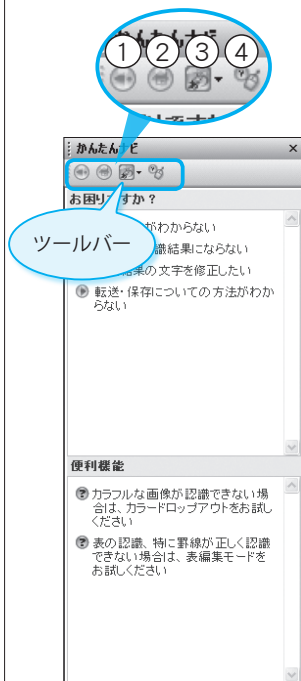 ① ② ③ ④
かんたんナビ
お困りですか？
ツールバー
がわからない
識結果にならない
結果の文字を修正したい
転送・保存についての方法がわか
らない
便利機能
カラフルな画像が認識できない場
合は、カラードロップアウトをお試し
ください
表の認識、特に罫線が正しく認識
できない場合は、表編集モードを
お試しください